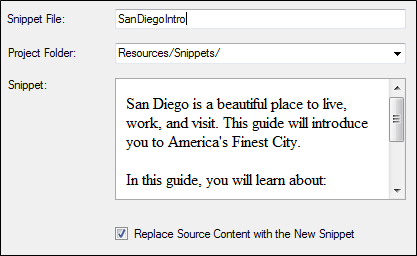 Snippet File: SanDiegoIntro
Project Folder: Resources/Snippets/
Snippet:
San Diego is a beautiful place to live,
work, and visit. This guide will introduce
you to America's Finest City.
In this guide, you will learn about:
Replace Source Content with the New Snippet